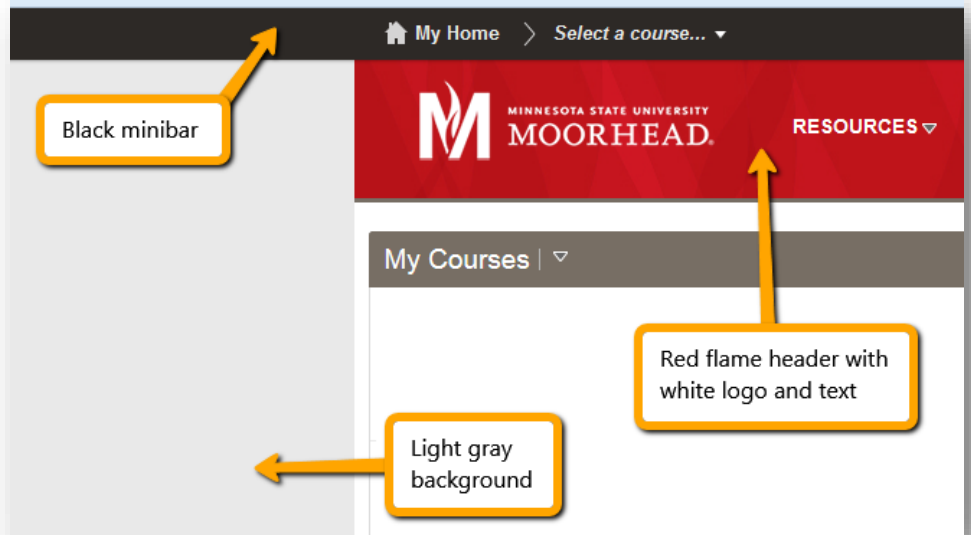 My Home
Select a course...
Black minibar
MINNESOTA STATE UNIVERSITY
MOORHEAD.
RESOURCES
My Courses
Red flame header with
white logo and text
Light gray
background